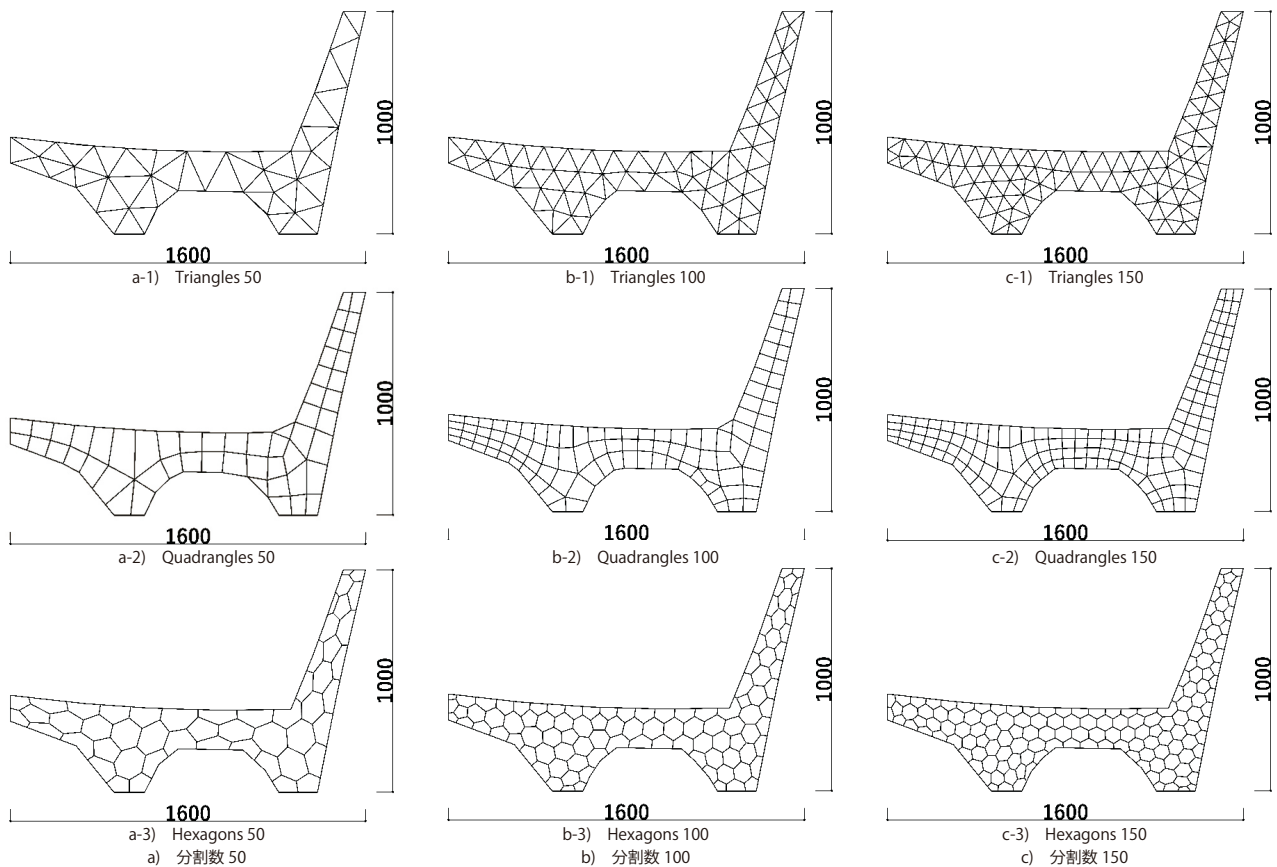 1000
1000
1000
1600
1600
1600
a-1) Triangles 50
b-1) Triangles 100
c-1) Triangles 150
1000
1000
1000
1600
1600
1600
a-2) Quadrangles 50
b-2) Quadrangles 100
c-2) Quadrangles 150
1000
1000
1000
1600
1600
1600
a-3) Hexagons 50
b-3) Hexagons 100
c-3) Hexagons 150
a) 分割数 50
b) 分割数 100
c) 分割数 150